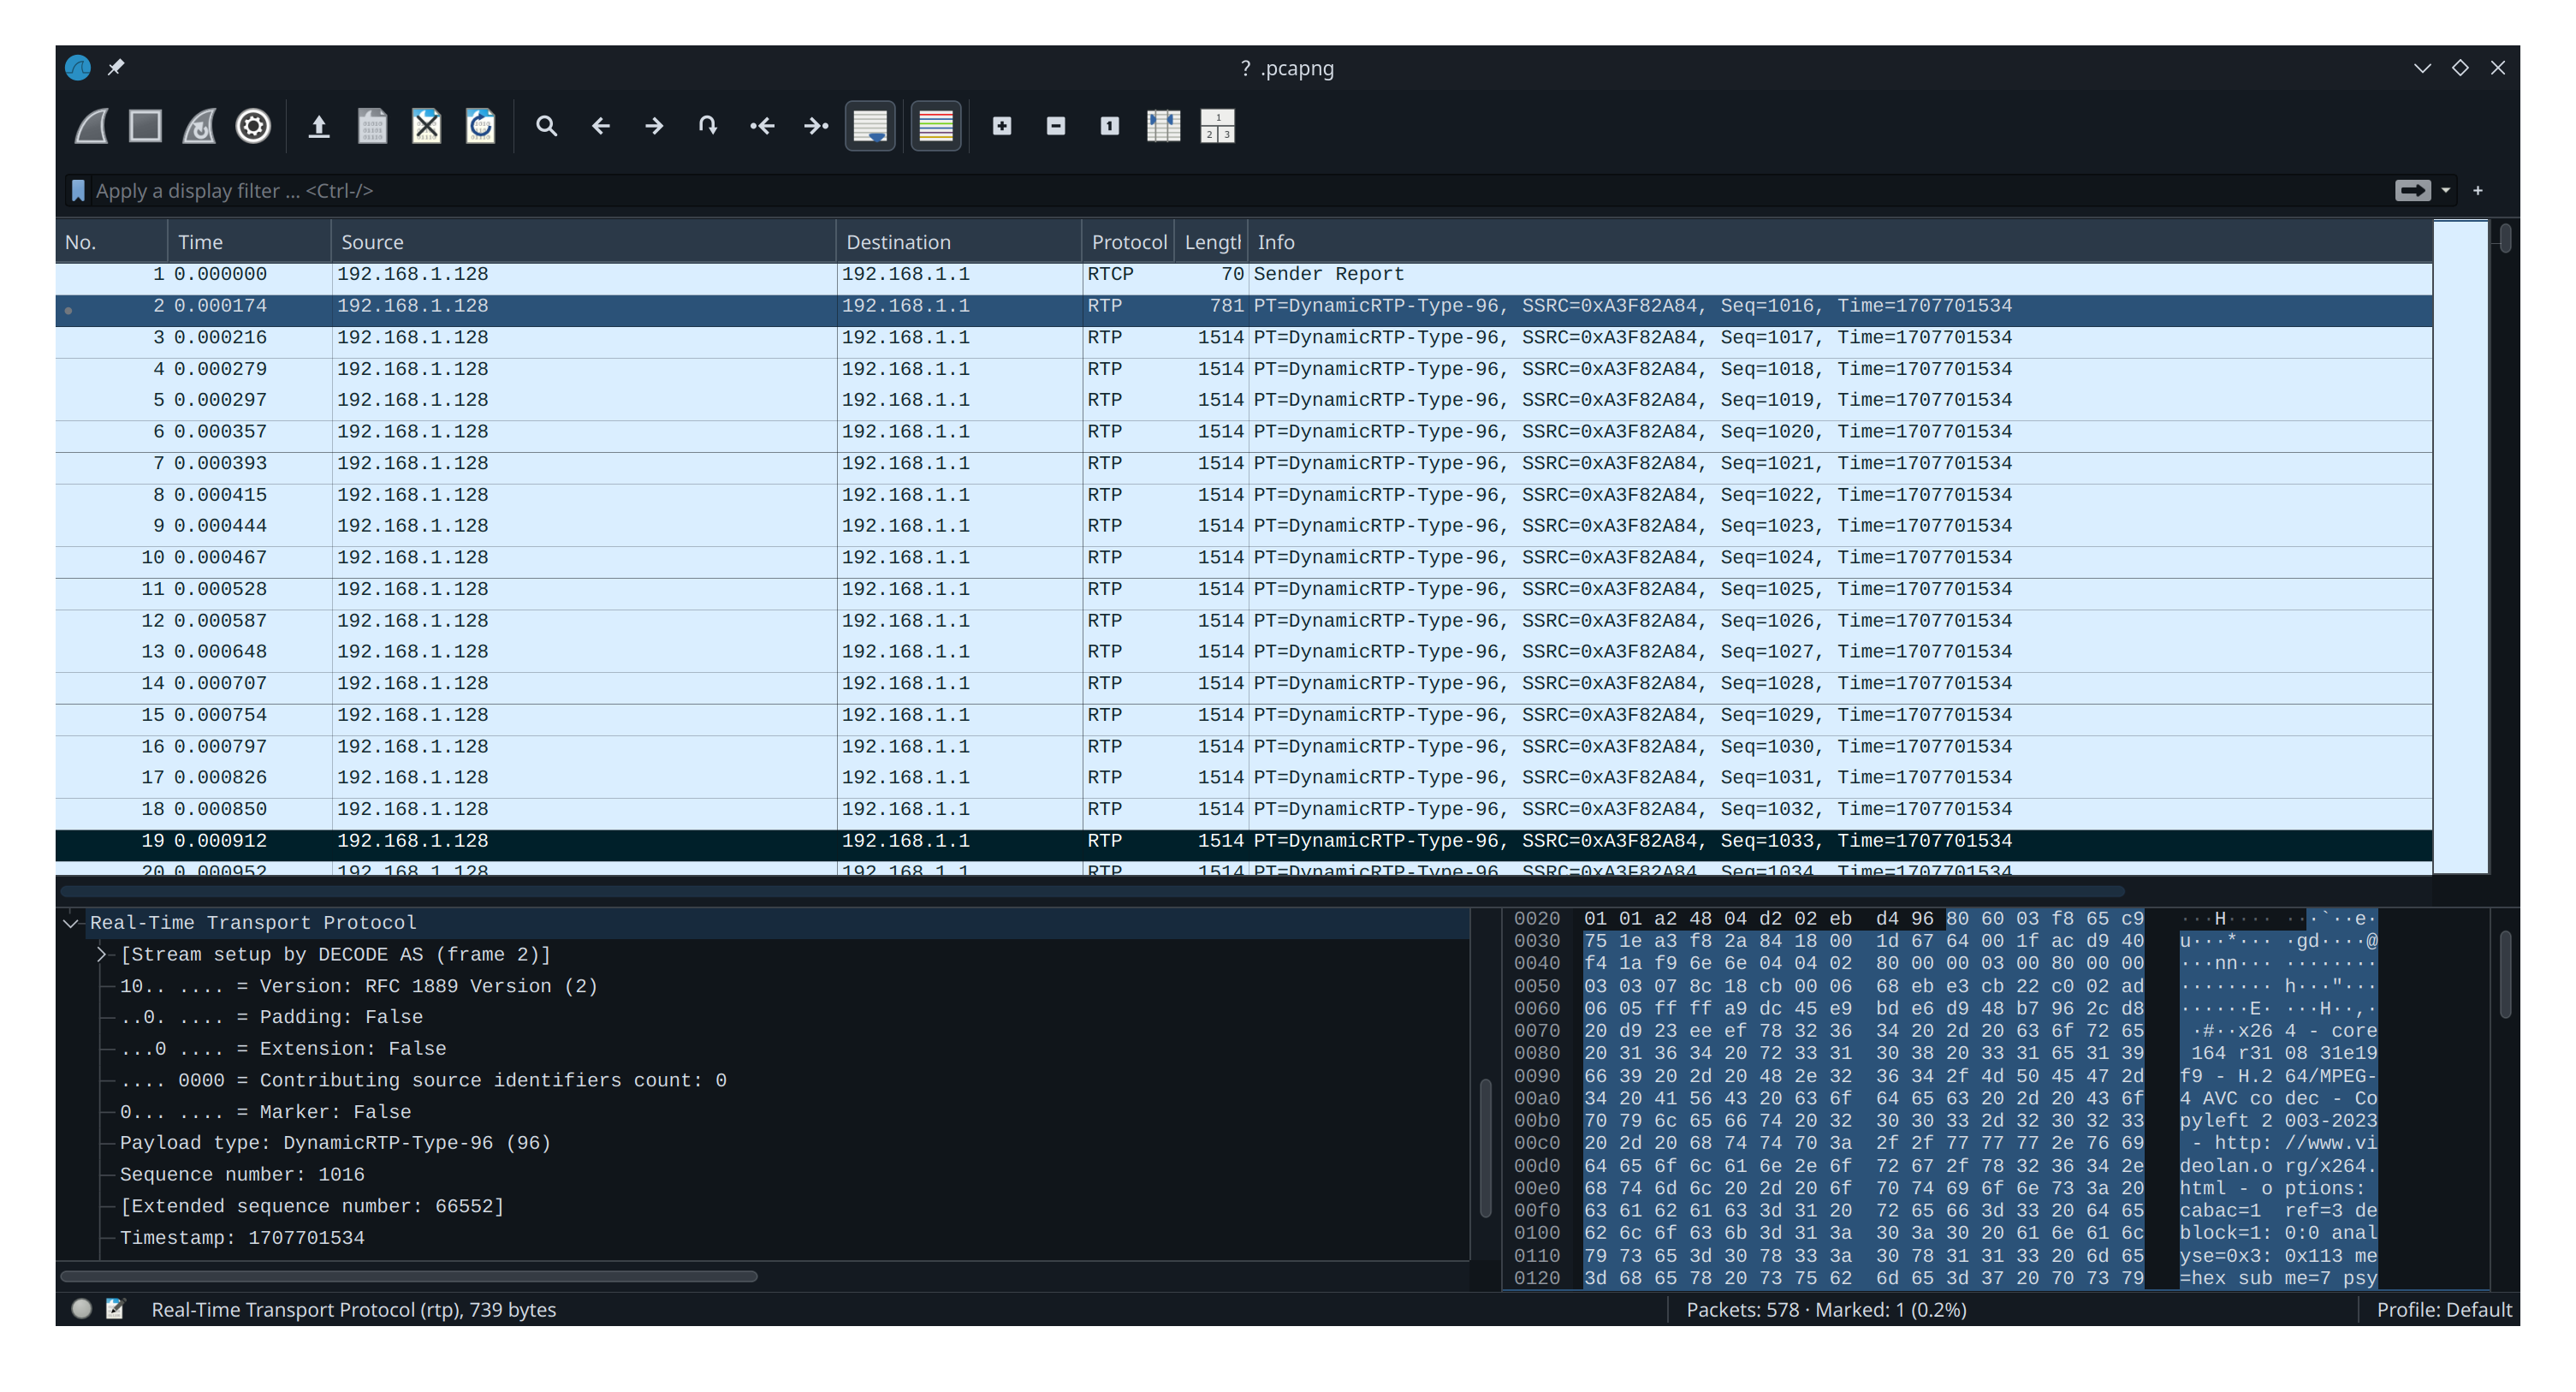 ? .pcapng
Apply a display filter ... <Ctrl-/>
No. Time Source Destination Protocol Length Info
1 0.000000 192.168.1.128 192.168.1.1 RTCP 70 Sender Report
2 0.000174 192.168.1.128 192.168.1.1 RTP 781 PT=DynamicRTP-Type-96, SSRC=0xA3F82A84, Seq=1016, Time=1707701534
3 0.000216 192.168.1.128 192.168.1.1 RTP 1514 PT=DynamicRTP-Type-96, SSRC=0xA3F82A84, Seq=1017, Time=1707701534
4 0.000279 192.168.1.128 192.168.1.1 RTP 1514 PT=DynamicRTP-Type-96, SSRC=0xA3F82A84, Seq=1018, Time=1707701534
5 0.000297 192.168.1.128 192.168.1.1 RTP 1514 PT=DynamicRTP-Type-96, SSRC=0xA3F82A84, Seq=1019, Time=1707701534
6 0.000357 192.168.1.128 192.168.1.1 RTP 1514 PT=DynamicRTP-Type-96, SSRC=0xA3F82A84, Seq=1020, Time=1707701534
7 0.000393 192.168.1.128 192.168.1.1 RTP 1514 PT=DynamicRTP-Type-96, SSRC=0xA3F82A84, Seq=1021, Time=1707701534
8 0.000415 192.168.1.128 192.168.1.1 RTP 1514 PT=DynamicRTP-Type-96, SSRC=0xA3F82A84, Seq=1022, Time=1707701534
9 0.000444 192.168.1.128 192.168.1.1 RTP 1514 PT=DynamicRTP-Type-96, SSRC=0xA3F82A84, Seq=1023, Time=1707701534
10 0.000467 192.168.1.128 192.168.1.1 RTP 1514 PT=DynamicRTP-Type-96, SSRC=0xA3F82A84, Seq=1024, Time=1707701534
11 0.000528 192.168.1.128 192.168.1.1 RTP 1514 PT=DynamicRTP-Type-96, SSRC=0xA3F82A84, Seq=1025, Time=1707701534
12 0.000587 192.168.1.128 192.168.1.1 RTP 1514 PT=DynamicRTP-Type-96, SSRC=0xA3F82A84, Seq=1026, Time=1707701534
13 0.000648 192.168.1.128 192.168.1.1 RTP 1514 PT=DynamicRTP-Type-96, SSRC=0xA3F82A84, Seq=1027, Time=1707701534
14 0.000707 192.168.1.128 192.168.1.1 RTP 1514 PT=DynamicRTP-Type-96, SSRC=0xA3F82A84, Seq=1028, Time=1707701534
15 0.000754 192.168.1.128 192.168.1.1 RTP 1514 PT=DynamicRTP-Type-96, SSRC=0xA3F82A84, Seq=1029, Time=1707701534
16 0.000797 192.168.1.128 192.168.1.1 RTP 1514 PT=DynamicRTP-Type-96, SSRC=0xA3F82A84, Seq=1030, Time=1707701534
17 0.000826 192.168.1.128 192.168.1.1 RTP 1514 PT=DynamicRTP-Type-96, SSRC=0xA3F82A84, Seq=1031, Time=1707701534
18 0.000850 192.168.1.128 192.168.1.1 RTP 1514 PT=DynamicRTP-Type-96, SSRC=0xA3F82A84, Seq=1032, Time=1707701534
19 0.000912 192.168.1.128 192.168.1.1 RTP 1514 PT=DynamicRTP-Type-96, SSRC=0xA3F82A84, Seq=1033, Time=1707701534
20 0.000952 192.168.1.128 192.168.1.1 RTP 1514 PT=DynamicRTP-Type-96, SSRC=0xA3F82A84, Seq=1034, Time=1707701534
Real-Time Transport Protocol
[Stream setup by DECODE AS (frame 2)]
10.. .... = Version: RFC 1889 Version (2)
..0. .... = Padding: False
...0 .... = Extension: False
.... 0000 = Contributing source identifiers count: 0
0... .... = Marker: False
Payload type: DynamicRTP-Type-96 (96)
Sequence number: 1016
[Extended sequence number: 66552]
Timestamp: 1707701534
0020 01 01 a2 48 04 d2 02 eb d4 96 80 60 03 f8 65 c9 ···H···· ···`··e·
0030 75 1e a3 f8 2a 84 18 00 1d 67 64 00 1f ac d9 40 u···*··· ·gd····@
0040 f4 1a f9 6e 6e 04 04 02 80 00 00 03 00 80 00 00 ···nn··· ········
0050 03 03 07 8c 18 cb 00 06 68 eb e3 cb 22 c0 02 ad ········ h···"···
0060 06 05 ff ff a9 dc 45 e9 bd e6 d9 48 b7 96 2c d8 ······E· ···H··,·
0070 20 d9 23 ee ef 78 32 36 34 20 2d 20 63 6f 72 65 ·#··x26 4 - core
0080 20 31 36 34 20 72 33 31 30 38 20 33 31 65 31 39 164 r31 08 31e19
0090 66 39 20 2d 20 48 2e 32 36 34 2f 4d 50 45 47 2d f9 - H.2 64/MPEG-
00a0 34 20 41 56 43 20 63 6f 64 65 63 20 2d 20 43 6f 4 AVC co dec - Co
00b0 70 79 6c 65 66 74 20 32 30 30 33 2d 32 30 32 33 pyleft 2 003-2023
00c0 20 2d 20 68 74 74 70 3a 2f 2f 77 77 77 2e 76 69 - http: //www.vi
00d0 64 65 6f 6c 61 6e 2e 6f 72 67 2f 78 32 36 34 2e deolan.o rg/x264.
00e0 68 74 6d 6c 20 2d 20 6f 70 74 69 6f 6e 73 3a 20 html - o ptions:
00f0 63 61 62 61 63 3d 31 20 72 65 66 3d 33 20 64 65 cabac=1 ref=3 de
0100 62 6c 6f 63 6b 3d 31 3a 30 3a 30 20 61 6e 61 6c block=1: 0:0 anal
0110 79 73 65 3d 30 78 33 3a 30 78 31 31 33 20 6d 65 yse=0x3: 0x113 me
0120 3d 68 65 78 20 73 75 62 6d 65 3d 37 20 70 73 79 =hex sub me=7 psy
Real-Time Transport Protocol (rtp), 739 bytes
Packets: 578 · Marked: 1 (0.2%)
Profile: Default